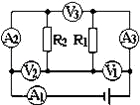 V₃
A₂
R₂
R₁
A₃
V₂
V₁
A₁